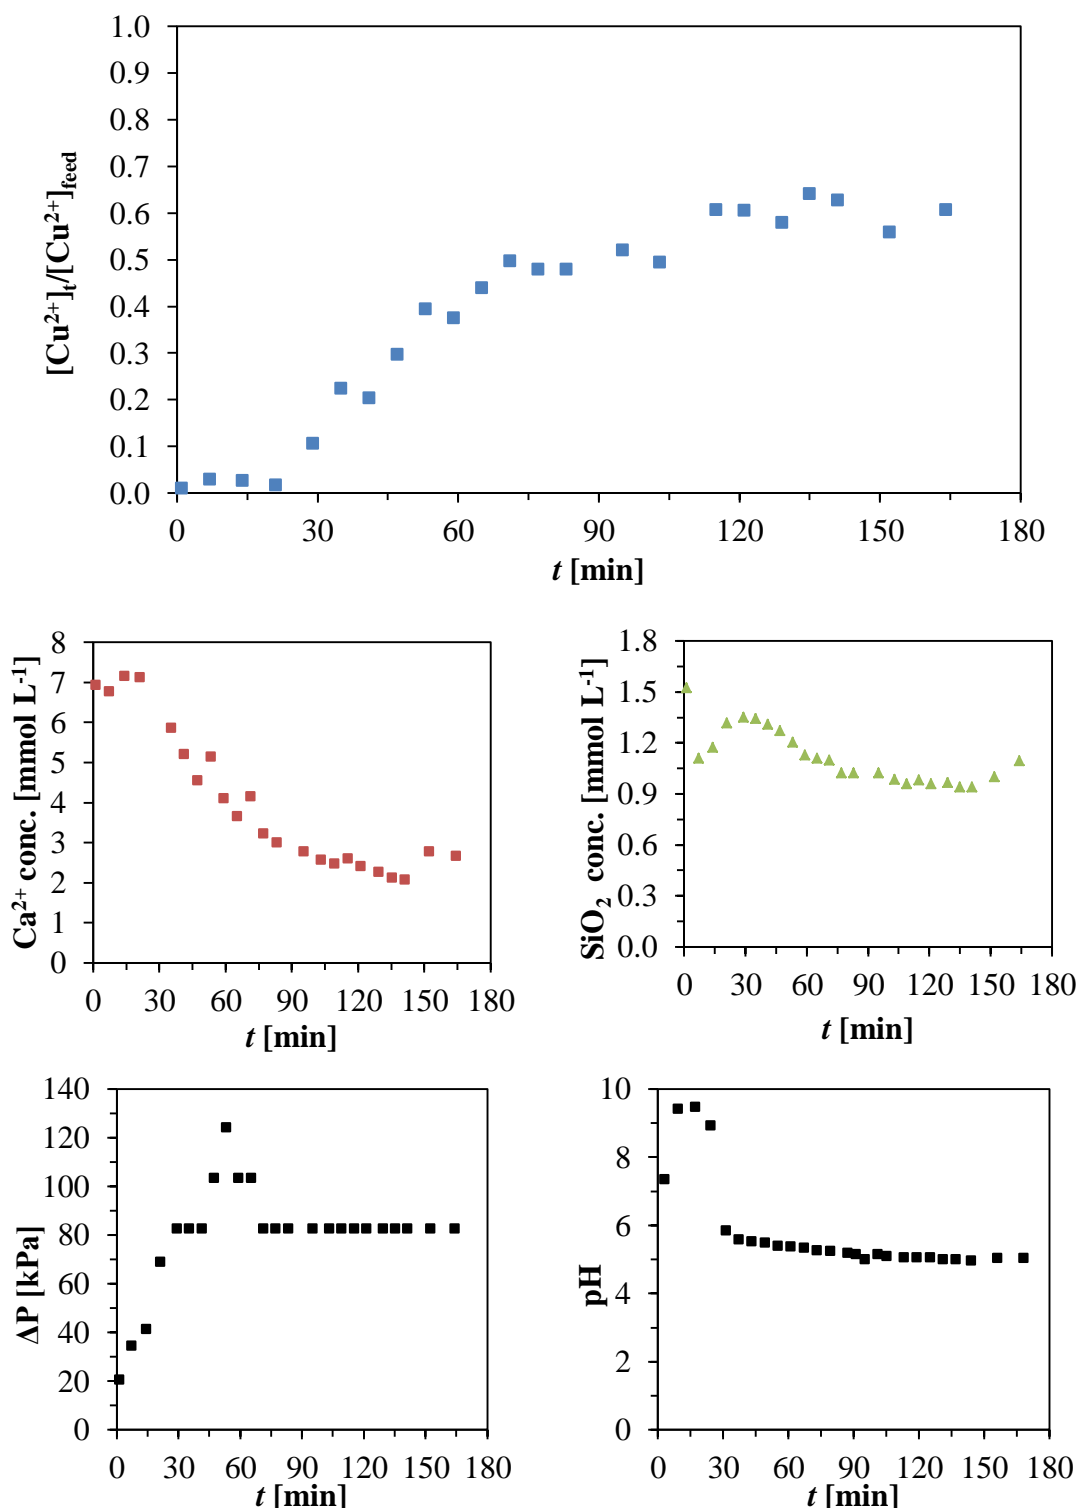 1.0
0.9
0.8
0.7
0.6
0.5
0.4
0.3
0.2
0.1
0.0
[Cu²⁺]ₜ/[Cu²⁺]feed
0 30 60 90 120 150 180
t [min]
8
7
6
5
4
3
2
1
0
Ca²⁺ conc. [mmol L⁻¹]
0 30 60 90 120 150 180
t [min]
1.8
1.5
1.2
0.9
0.6
0.3
0.0
SiO₂ conc. [mmol L⁻¹]
0 30 60 90 120 150 180
t [min]
140
120
100
80
60
40
20
0
ΔP [kPa]
0 30 60 90 120 150 180
t [min]
10
8
6
4
2
0
pH
0 30 60 90 120 150 180
t [min]